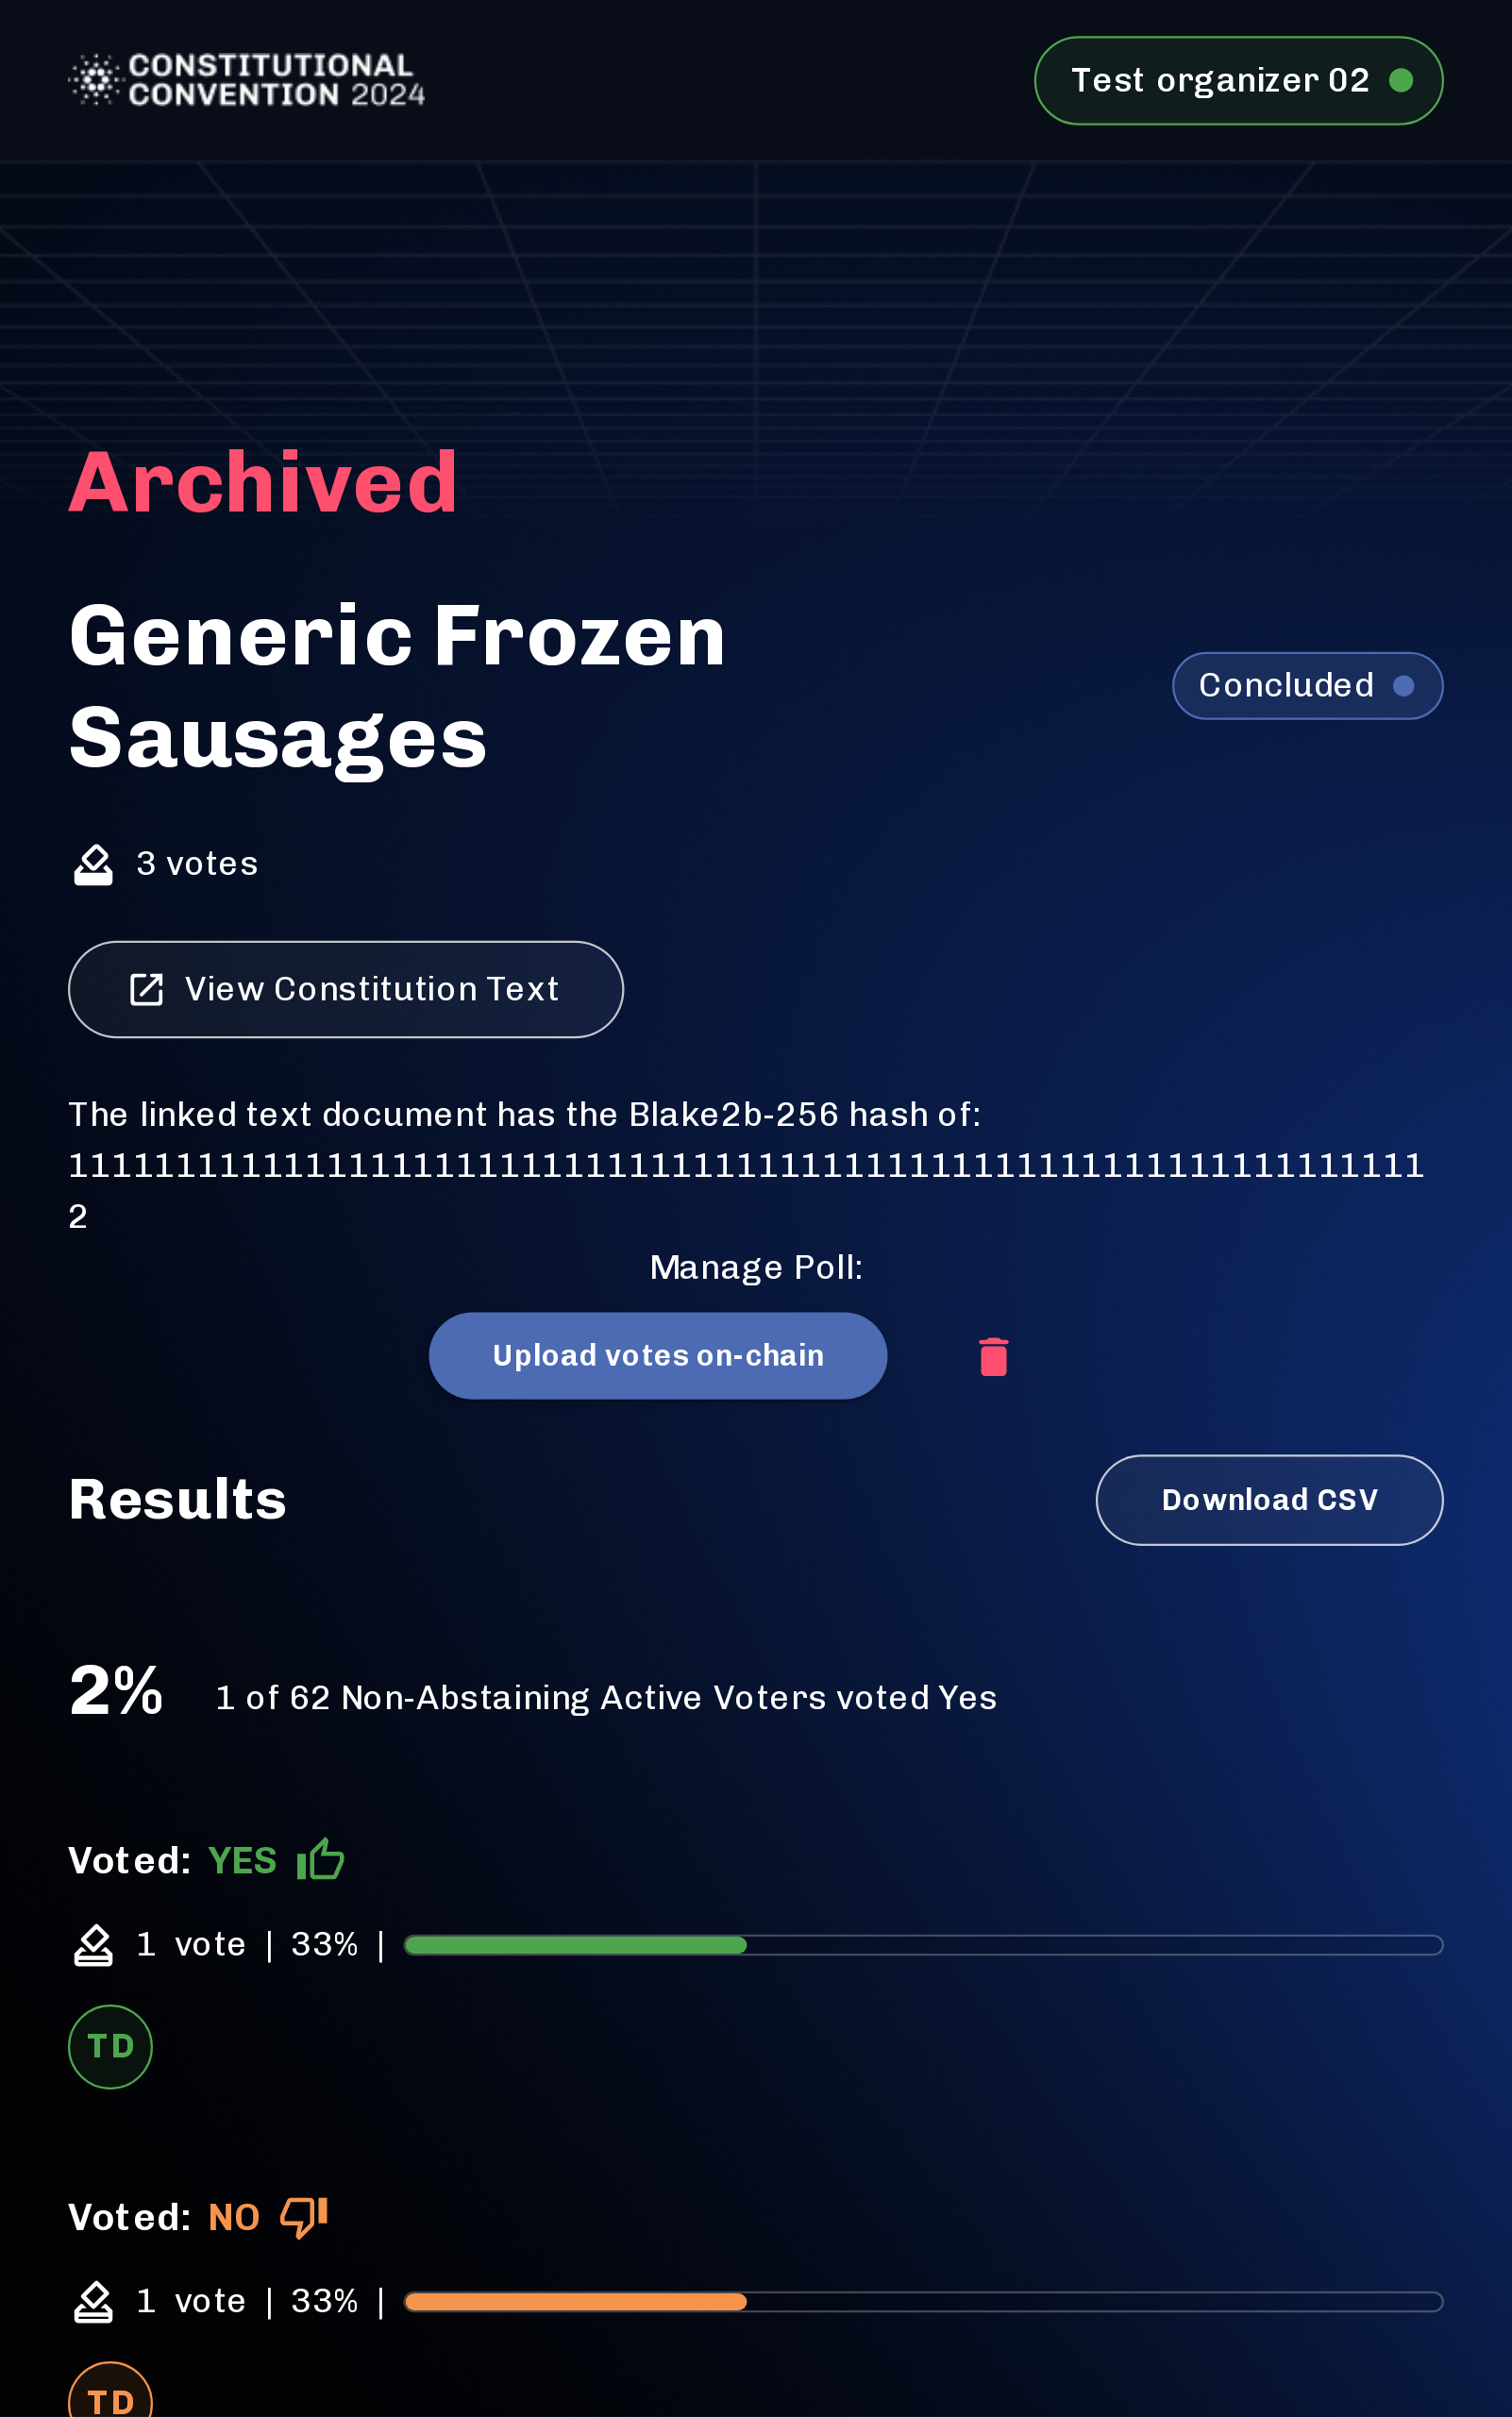 CONSTITUTIONAL
CONVENTION 2024
Test organizer 02
Archived
Generic Frozen
Sausages
Concluded
3 votes
View Constitution Text
The linked text document has the Blake2b-256 hash of:
111111111111111111111111111111111111111111111111111111111111111
2
Manage Poll:
Upload votes on-chain
Results
Download CSV
2%
1 of 62 Non-Abstaining Active Voters voted Yes
Voted: YES
1 vote | 33% |
TD
Voted: NO
1 vote | 33% |
TD